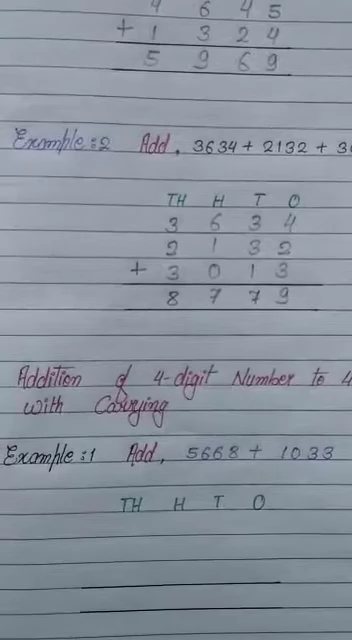 4 6 4 5
+ 1 3 2 4
5 9 6 9
Example:2 Add, 3634 + 2132 +
TH H T O
3 6 3 4
2 1 3 2
+ 3 0 1 3
8 7 7 9
Addition of 4-digit Number to 4
with Carrying
Example:1 Add, 5668 + 1033
TH H T O